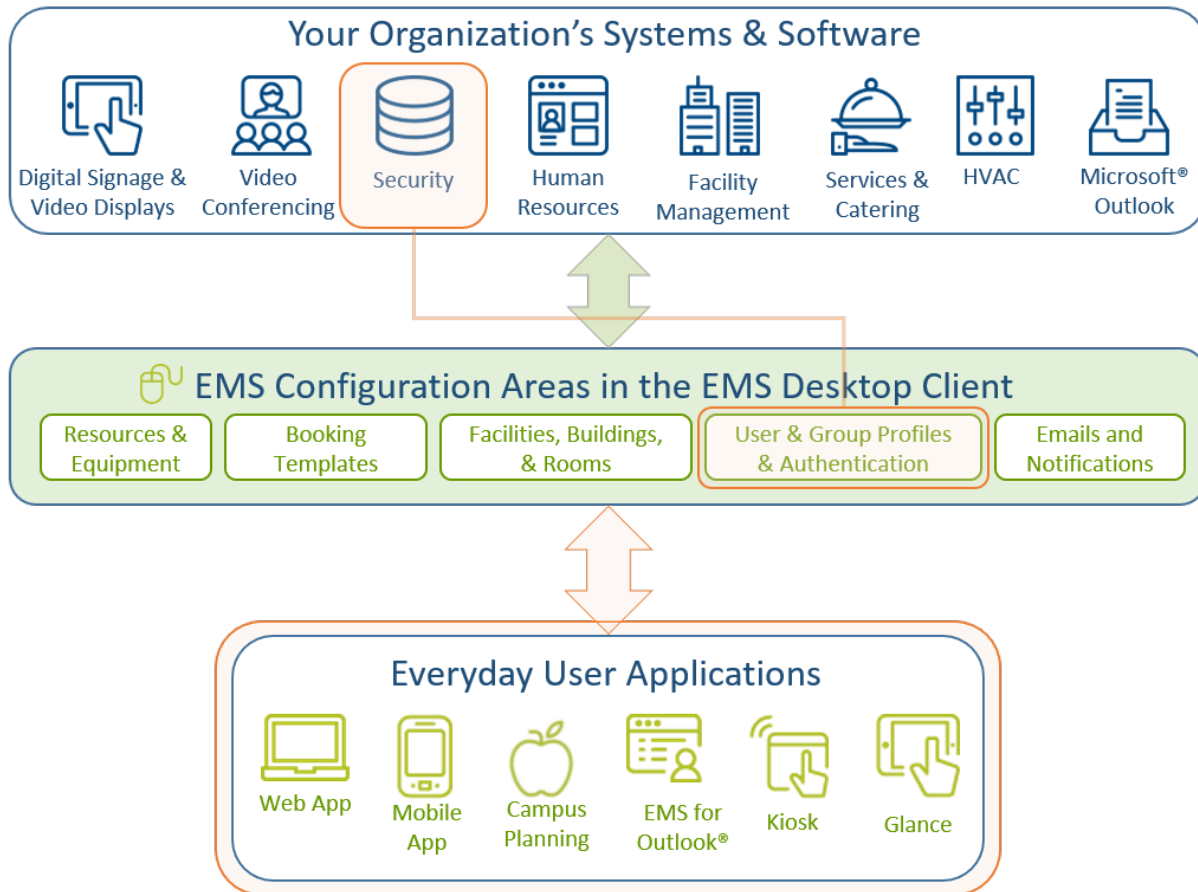 Your Organization's Systems & Software
Digital Signage &
Video Displays
Video
Conferencing
Security
Human
Resources
Facility
Management
Services &
Catering
HVAC
Microsoft®
Outlook
EMS Configuration Areas in the EMS Desktop Client
Resources &
Equipment
Booking
Templates
Facilities, Buildings,
& Rooms
User & Group Profiles
& Authentication
Emails and
Notifications
Everyday User Applications
Web App
Mobile
App
Campus
Planning
EMS for
Outlook®
Kiosk
Glance